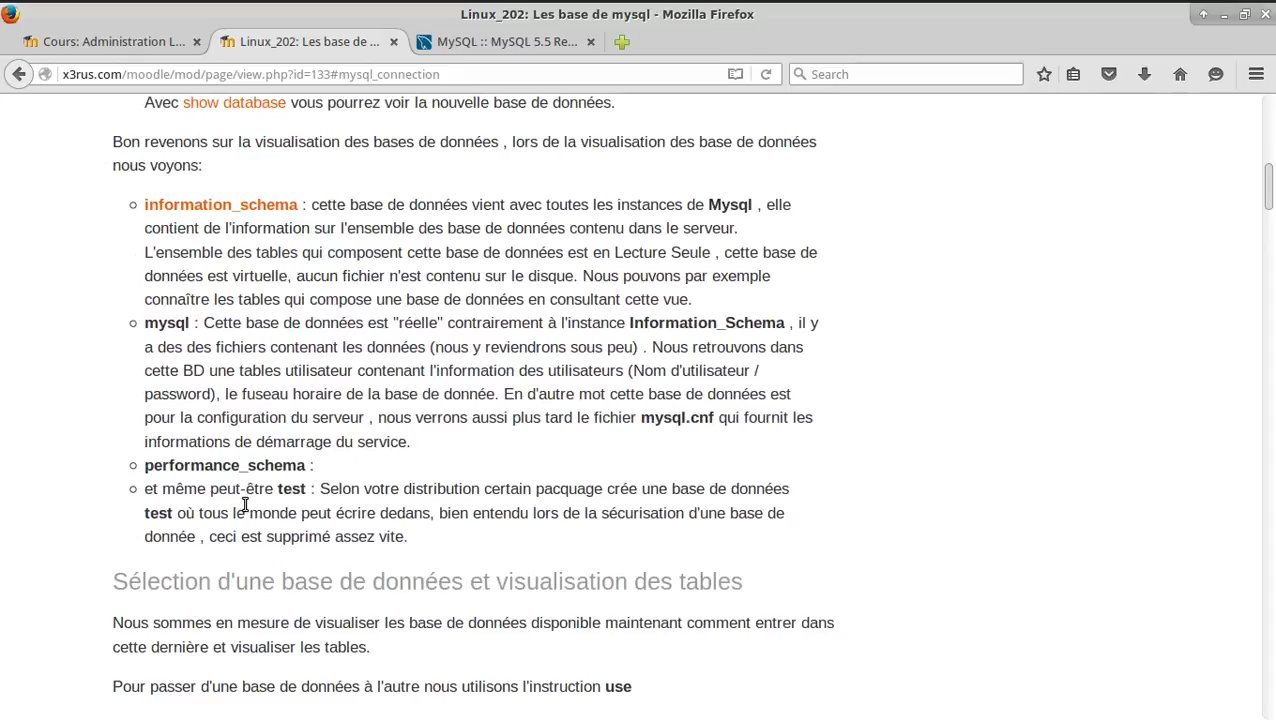 Linux_202: Les base de mysql - Mozilla Firefox
Cours: Administration L...
Linux_202: Les base de ...
MySQL :: MySQL 5.5 Re...
x3rus.com/moodle/mod/page/view.php?id=133#mysql_connection
Search
Avec show database vous pourrez voir la nouvelle base de données.
Bon revenons sur la visualisation des bases de données , lors de la visualisation des base de données
nous voyons:
information_schema : cette base de données vient avec toutes les instances de Mysql , elle
contient de l'information sur l'ensemble des base de données contenu dans le serveur.
L'ensemble des tables qui composent cette base de données est en Lecture Seule , cette base de
données est virtuelle, aucun fichier n'est contenu sur le disque. Nous pouvons par exemple
connaître les tables qui compose une base de données en consultant cette vue.
mysql : Cette base de données est "réelle" contrairement à l'instance Information_Schema , il y
a des des fichiers contenant les données (nous y reviendrons sous peu) . Nous retrouvons dans
cette BD une tables utilisateur contenant l'information des utilisateurs (Nom d'utilisateur /
password), le fuseau horaire de la base de donnée. En d'autre mot cette base de données est
pour la configuration du serveur , nous verrons aussi plus tard le fichier mysql.cnf qui fournit les
informations de démarrage du service.
performance_schema :
et même peut-être test : Selon votre distribution certain pacquage crée une base de données
test où tous le monde peut écrire dedans, bien entendu lors de la sécurisation d'une base de
donnée , ceci est supprimé assez vite.
Sélection d'une base de données et visualisation des tables
Nous sommes en mesure de visualiser les base de données disponible maintenant comment entrer dans
cette dernière et visualiser les tables.
Pour passer d'une base de données à l'autre nous utilisons l'instruction use